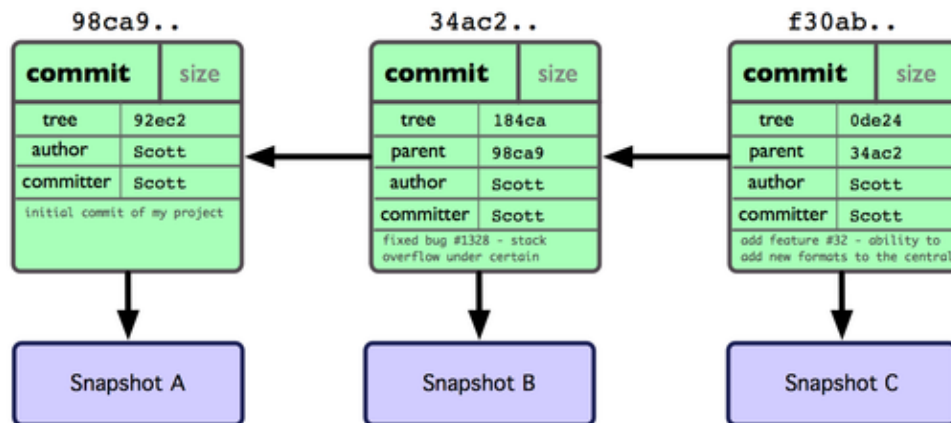 98ca9..
commit size
tree 92ec2
author Scott
committer Scott
initial commit of my project
Snapshot A
34ac2..
commit size
tree 184ca
parent 98ca9
author Scott
committer Scott
fixed bug #1328 - stack
overflow under certain
Snapshot B
f30ab..
commit size
tree 0de24
parent 34ac2
author Scott
committer Scott
add feature #32 - ability to
add new formats to the central
Snapshot C